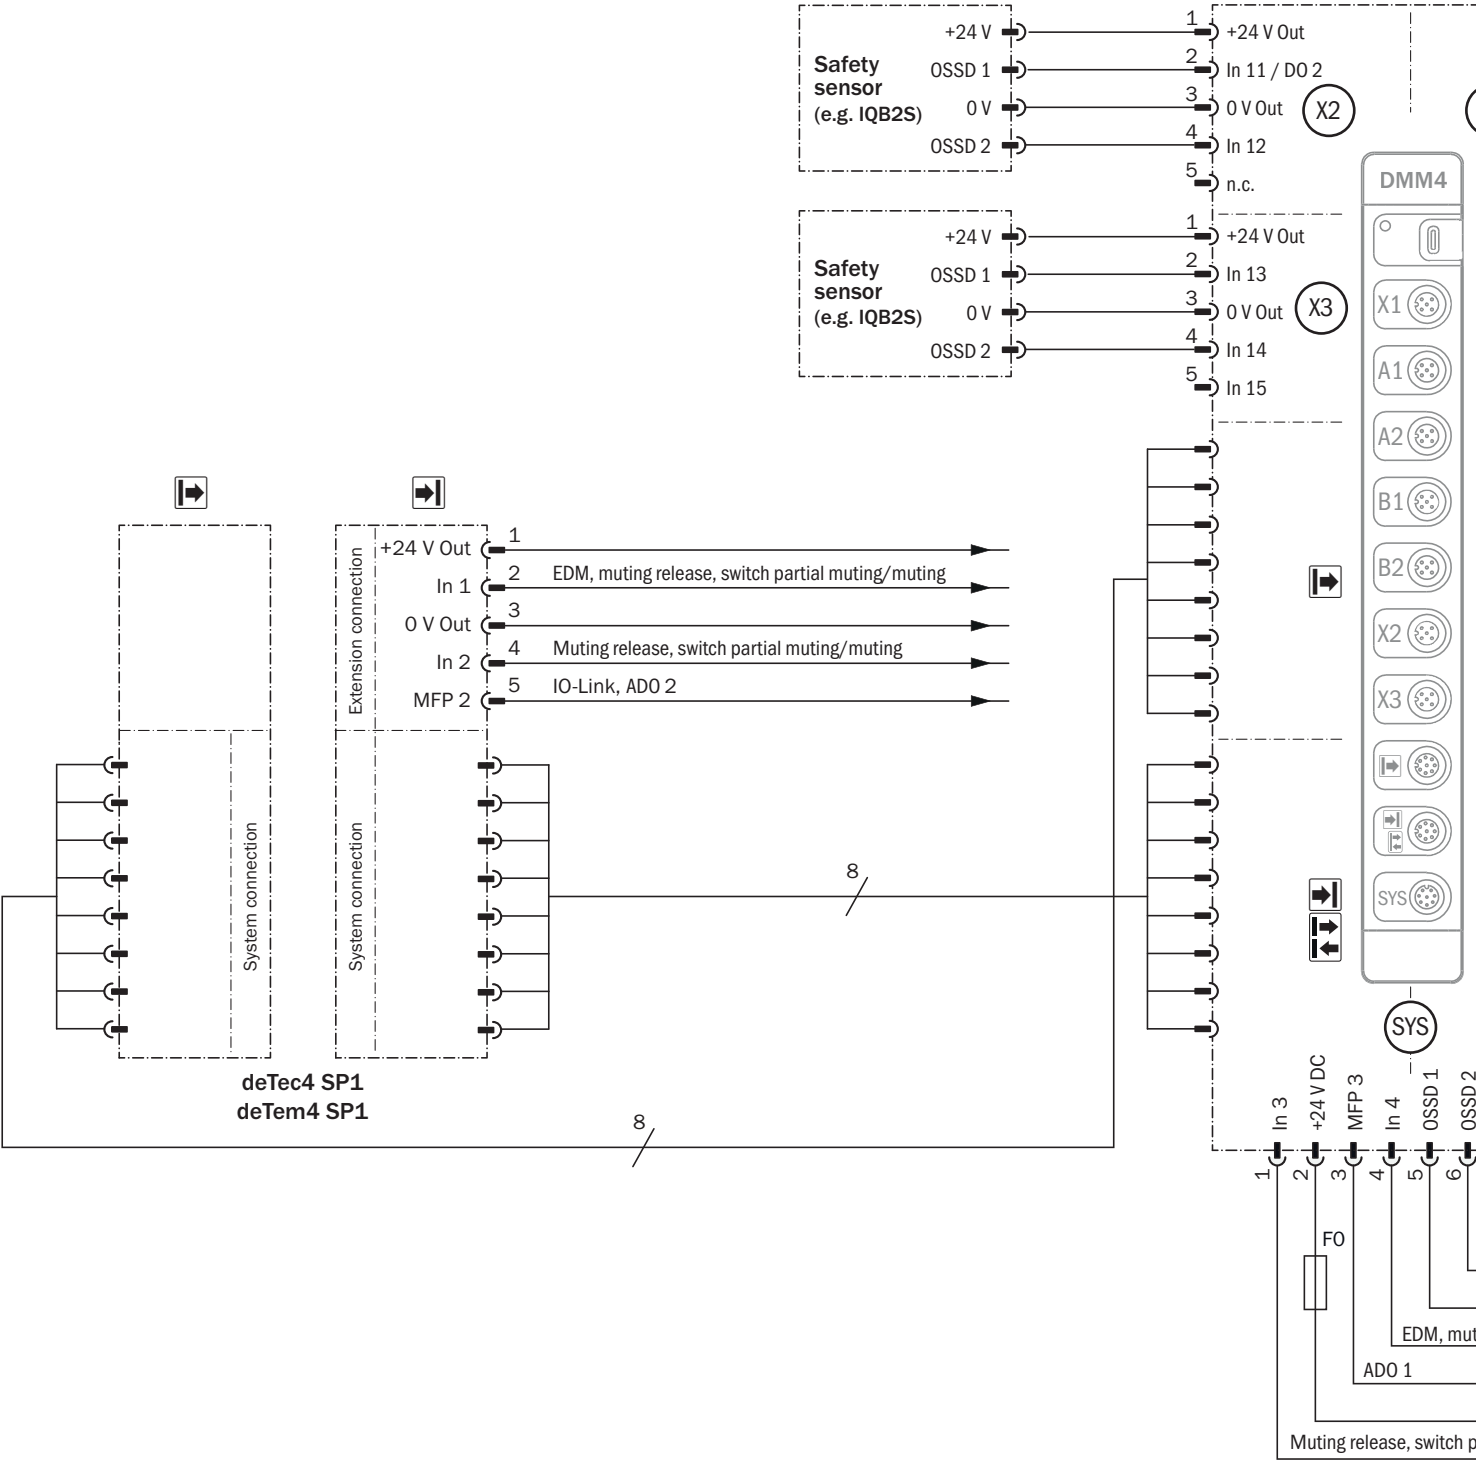 +24 V
OSSD 1
0 V
OSSD 2
Safety
sensor
(e.g. IQB2S)
1
2
3
4
5
+24 V Out
In 11 / DO 2
0 V Out
In 12
n.c.
X2
+24 V
OSSD 1
0 V
OSSD 2
Safety
sensor
(e.g. IQB2S)
1
2
3
4
5
+24 V Out
In 13
0 V Out
In 14
In 15
X3
DMM4
X1
A1
A2
B1
B2
X2
X3
SYS
SYS
Extension connection
+24 V Out
In 1
0 V Out
In 2
MFP 2
1
2
3
4
5
EDM, muting release, switch partial muting/muting
Muting release, switch partial muting/muting
IO-Link, ADO 2
System connection
System connection
8
deTec4 SP1
deTem4 SP1
8
In 3
+24 V DC
MFP 3
In 4
OSSD 1
OSSD 2
1
2
3
4
5
6
F0
EDM, mut
ADO 1
Muting release, switch p